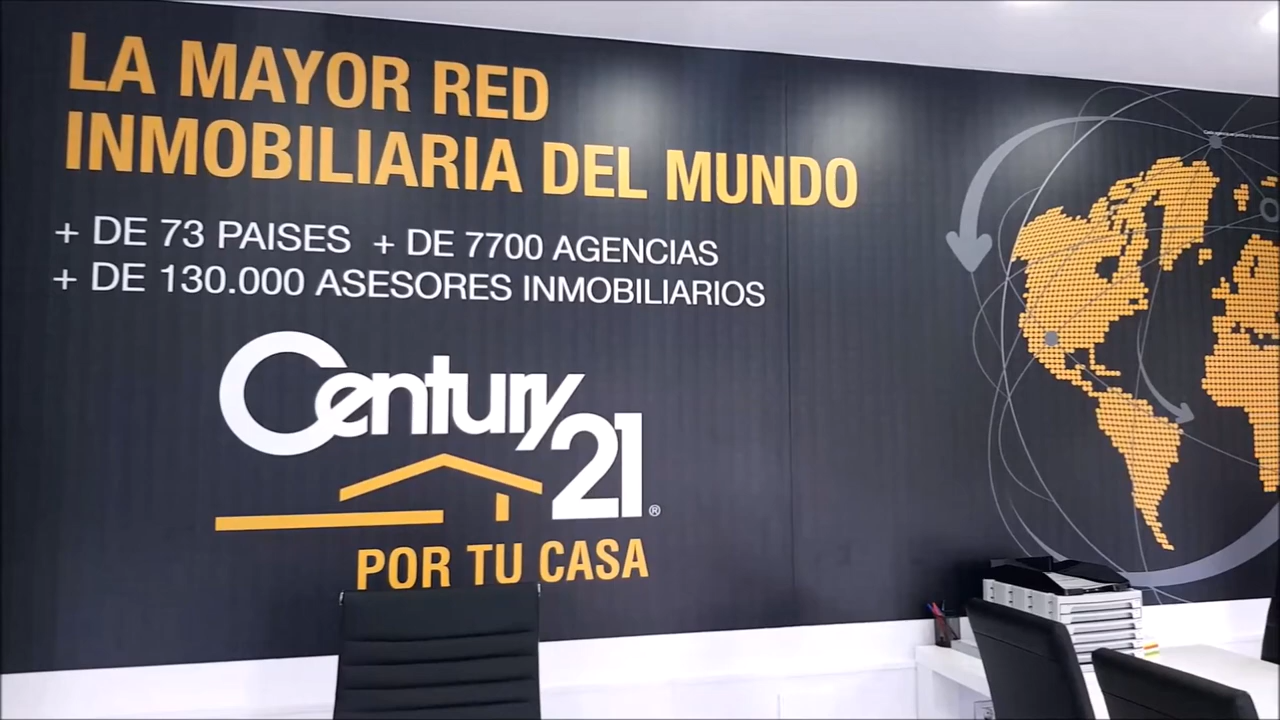 LA MAYOR RED
INMOBILIARIA DEL MUNDO
+ DE 73 PAISES + DE 7700 AGENCIAS
+ DE 130.000 ASESORES INMOBILIARIOS
Century
21®
POR TU CASA